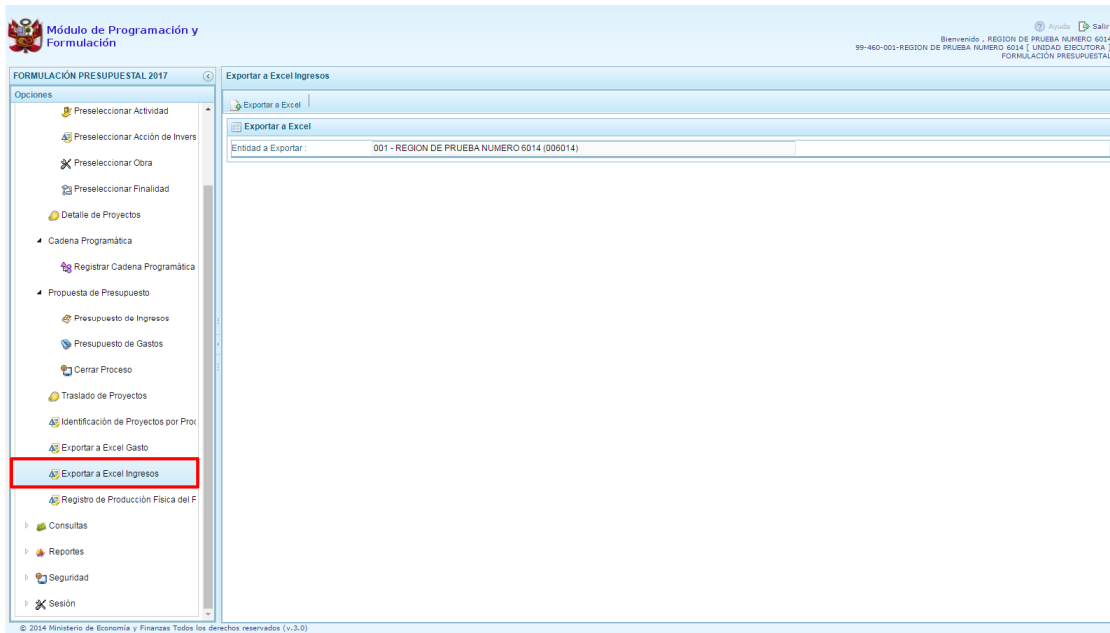 Módulo de Programación y
Formulación
Ayuda Salir
Bienvenido , REGION DE PRUEBA NUMERO 6014
99-460-001-REGION DE PRUEBA NUMERO 6014 [ UNIDAD EJECUTORA ]
FORMULACIÓN PRESUPUESTAL
FORMULACIÓN PRESUPUESTAL 2017
Exportar a Excel Ingresos
Opciones
Exportar a Excel
Exportar a Excel
Entidad a Exportar :
001 - REGION DE PRUEBA NUMERO 6014 (006014)
Preseleccionar Actividad
Preseleccionar Acción de Invers
Preseleccionar Obra
Preseleccionar Finalidad
Detalle de Proyectos
Cadena Programática
Registrar Cadena Programática
Propuesta de Presupuesto
Presupuesto de Ingresos
Presupuesto de Gastos
Cerrar Proceso
Traslado de Proyectos
Identificación de Proyectos por Proc
Exportar a Excel Gasto
Exportar a Excel Ingresos
Registro de Producción Física del F
Consultas
Reportes
Seguridad
Sesión
© 2014 Ministerio de Economía y Finanzas Todos los derechos reservados (v.3.0)